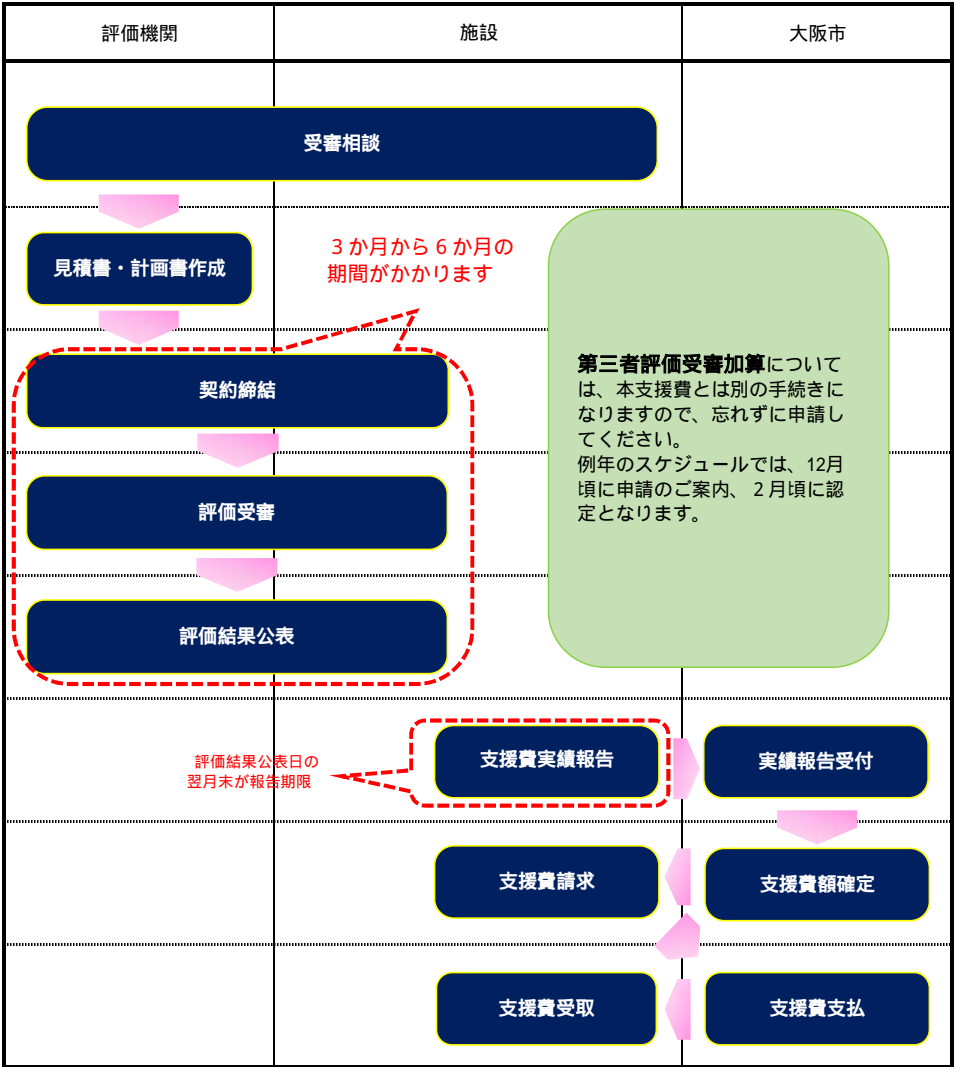 評価機関
施設
大阪市
受審相談
見積書・計画書作成
3か月から6か月の
期間がかかります
第三者評価受審加算について
は、本支援費とは別の手続きに
なりますので、忘れずに申請し
てください。
例年のスケジュールでは、12月
頃に申請のご案内、2月頃に認
定となります。
契約締結
評価受審
評価結果公表
評価結果公表日の
翌月末が報告期限
支援費実績報告
実績報告受付
支援費請求
支援費額確定
支援費受取
支援費支払